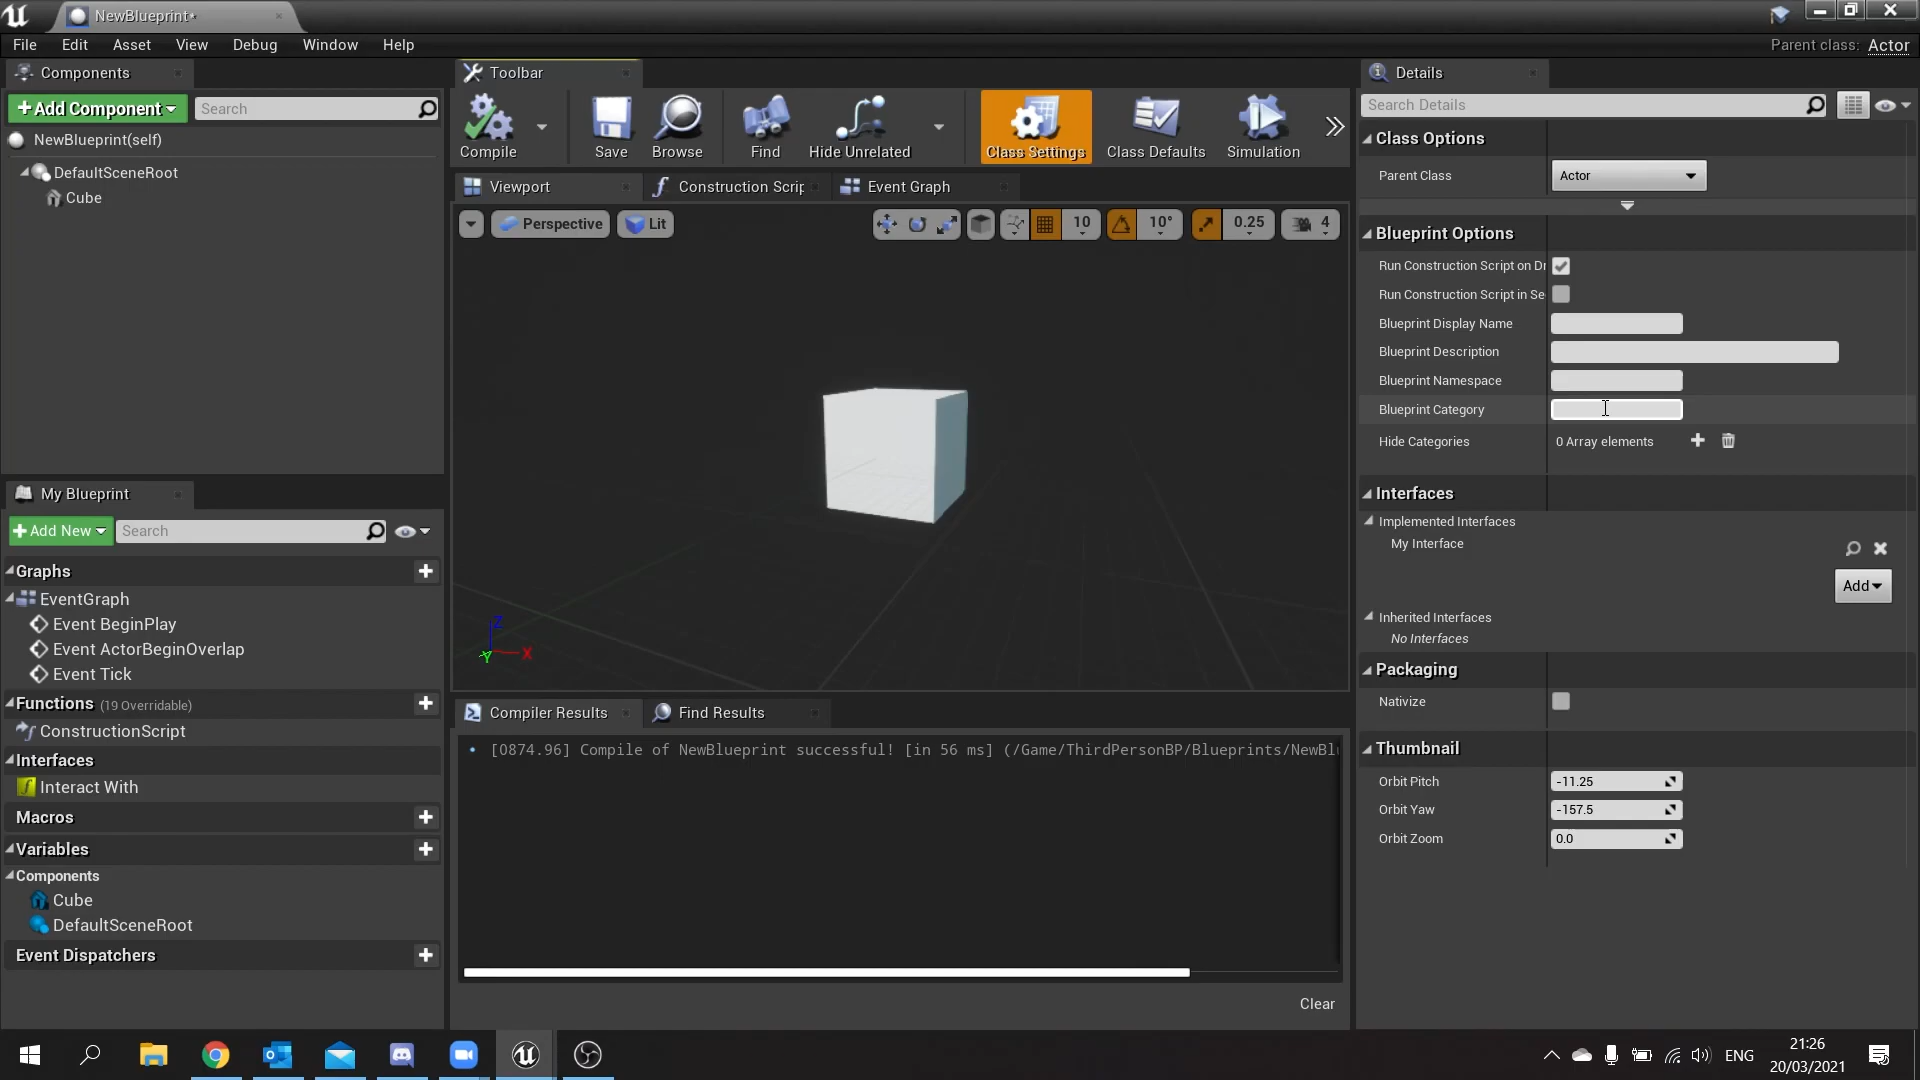 NewBlueprint*
File Edit Asset View Debug Window Help
Parent class: Actor
Components
+Add Component
Search
NewBlueprint(self)
DefaultSceneRoot
Cube
My Blueprint
+Add New
Search
Graphs
EventGraph
Event BeginPlay
Event ActorBeginOverlap
Event Tick
Functions (19 Overridable)
ConstructionScript
Interfaces
Interact With
Macros
Variables
Components
Cube
DefaultSceneRoot
Event Dispatchers
Toolbar
Compile Save Browse Find Hide Unrelated Class Settings Class Defaults Simulation
Viewport Construction Scrip Event Graph
Perspective Lit 10 10° 0.25 4
Z
X
Y
Compiler Results Find Results
[0874.96] Compile of NewBlueprint successful! [in 56 ms] (/Game/ThirdPersonBP/Blueprints/NewBl
Clear
Details
Search Details
Class Options
Parent Class Actor
Blueprint Options
Run Construction Script on Dr
Run Construction Script in Se
Blueprint Display Name
Blueprint Description
Blueprint Namespace
Blueprint Category
Hide Categories 0 Array elements
Interfaces
Implemented Interfaces
My Interface
Add
Inherited Interfaces
No Interfaces
Packaging
Nativize
Thumbnail
Orbit Pitch -11.25
Orbit Yaw -157.5
Orbit Zoom 0.0
ENG
21:26
20/03/2021